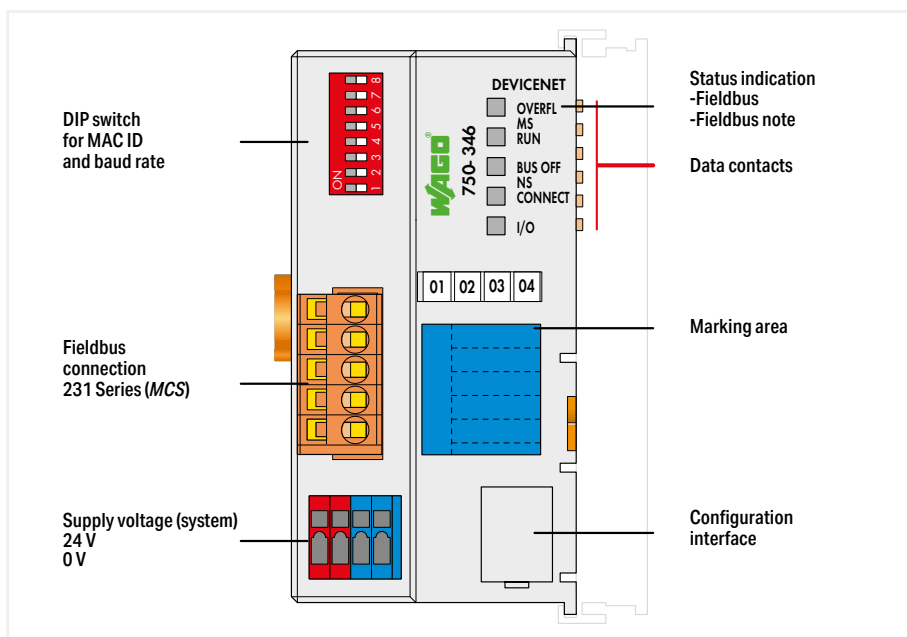 DIP switch
for MAC ID
and baud rate
ON
1 2 3 4 5 6 7 8
WAGO®
750-346
DEVICENET
OVERFL
MS
RUN
BUS OFF
NS
CONNECT
I/O
01 02 03 04
Status indication
-Fieldbus
-Fieldbus note
Data contacts
Marking area
Fieldbus
connection
231 Series (MCS)
Supply voltage (system)
24 V
0 V
Configuration
interface